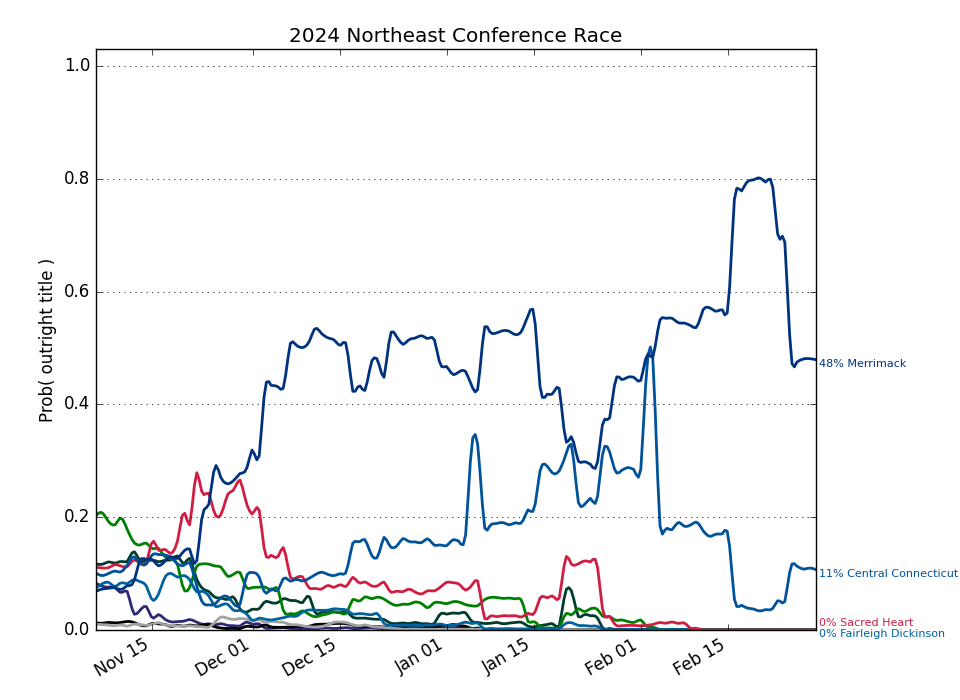 2024 Northeast Conference Race
1.0
0.8
0.6
0.4
0.2
0.0
Prob( outright title )
Nov 15
Dec 01
Dec 15
Jan 01
Jan 15
Feb 01
Feb 15
48% Merrimack
11% Central Connecticut
0% Sacred Heart
0% Fairleigh Dickinson